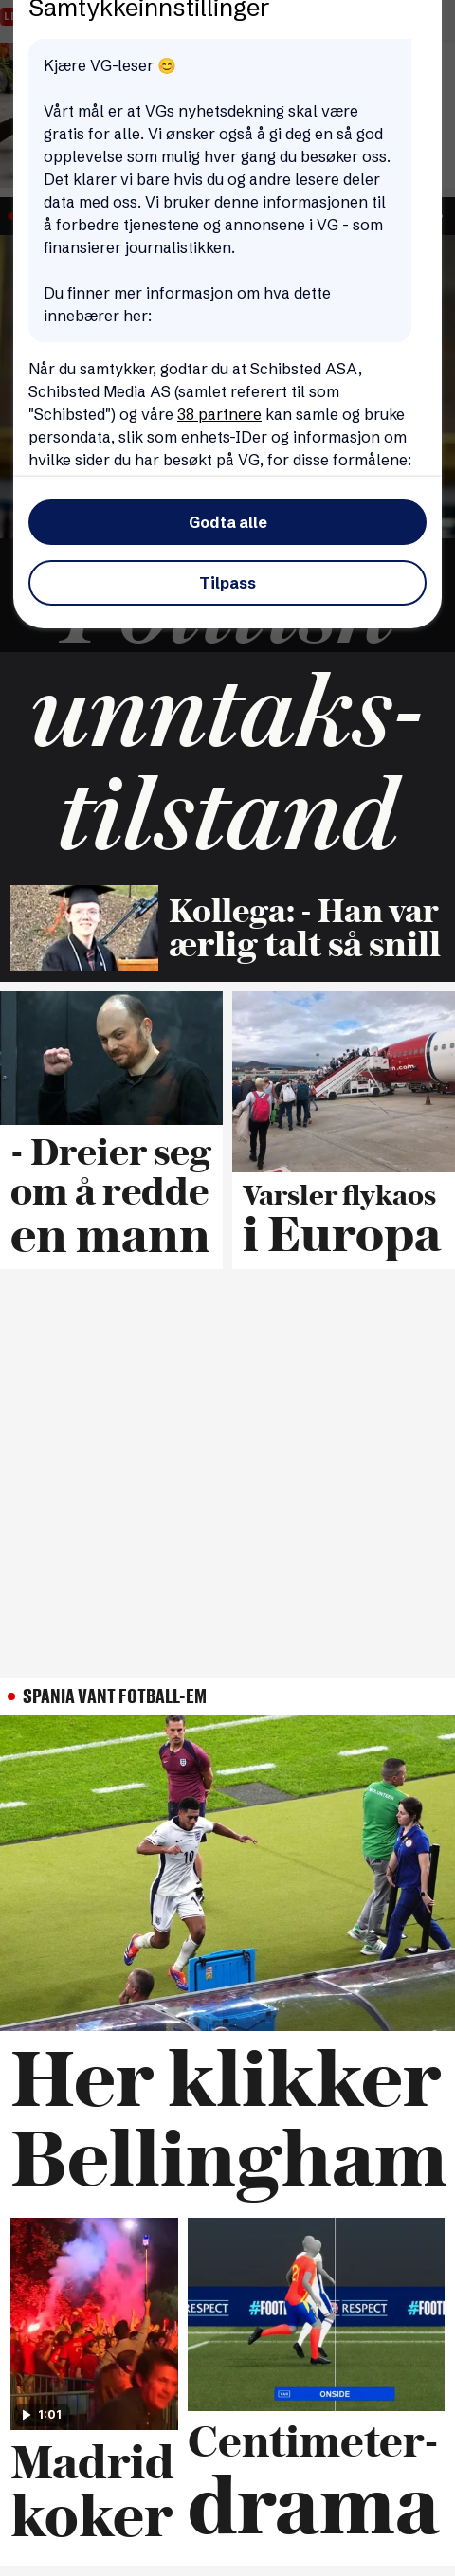 Samtykkeinnstillinger
Kjære VG-leser 😊
Vårt mål er at VGs nyhetsdekning skal være
gratis for alle. Vi ønsker også å gi deg en så god
opplevelse som mulig hver gang du besøker oss.
Det klarer vi bare hvis du og andre lesere deler
data med oss. Vi bruker denne informasjonen til
å forbedre tjenestene og annonsene i VG - som
finansierer journalistikken.
Du finner mer informasjon om hva dette
innebærer her:
Når du samtykker, godtar du at Schibsted ASA,
Schibsted Media AS (samlet referert til som
"Schibsted") og våre 38 partnere kan samle og bruke
persondata, slik som enhets-IDer og informasjon om
hvilke sider du har besøkt på VG, for disse formålene:
Godta alle
Tilpass
unntaks-
tilstand
Kollega: - Han var
ærlig talt så snill
- Dreier seg
om å redde
en mann
Varsler flykaos
i Europa
SPANIA VANT FOTBALL-EM
Her klikker
Bellingham
1:01
Madrid
koker
RESPECT
#FOOT
RESPECT
#FOOT
ONSIDE
Centimeter-
drama